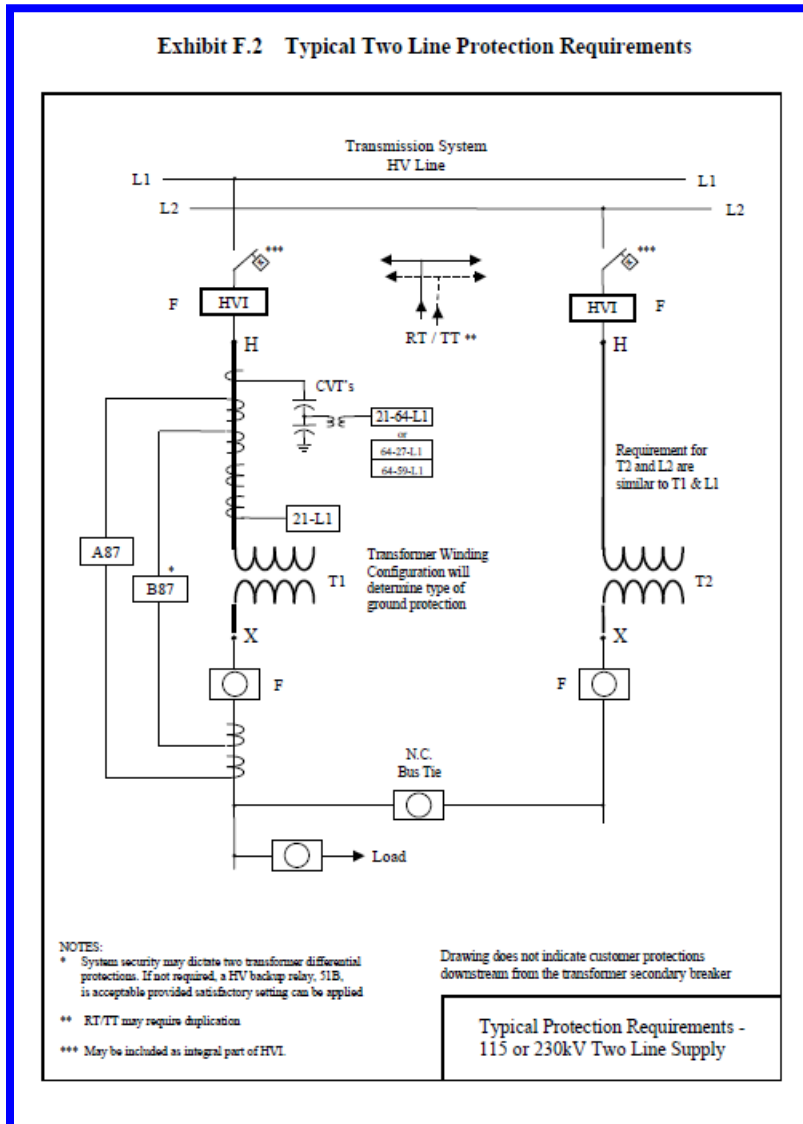 Exhibit F.2 Typical Two Line Protection Requirements
Transmission System
HV Line
L1
L1
L2
L2
***
***
F
HVI
RT / TT **
HVI
F
H
H
CVT's
21-64-L1
or
64-27-L1
64-59-L1
Requirement for
T2 and L2 are
similar to T1 & L1
21-L1
A87
*
B87
T1
Transformer Winding
Configuration will
determine type of
ground protection
T2
X
X
F
F
N.C.
Bus Tie
Load
NOTES:
* System security may dictate two transformer differential
protections. If not required, a HV backup relay, 51B,
is acceptable provided satisfactory setting can be applied
** RT/TT may require duplication
*** May be included as integral part of HVI.
Drawing does not indicate customer protections
downstream from the transformer secondary breaker
Typical Protection Requirements -
115 or 230kV Two Line Supply